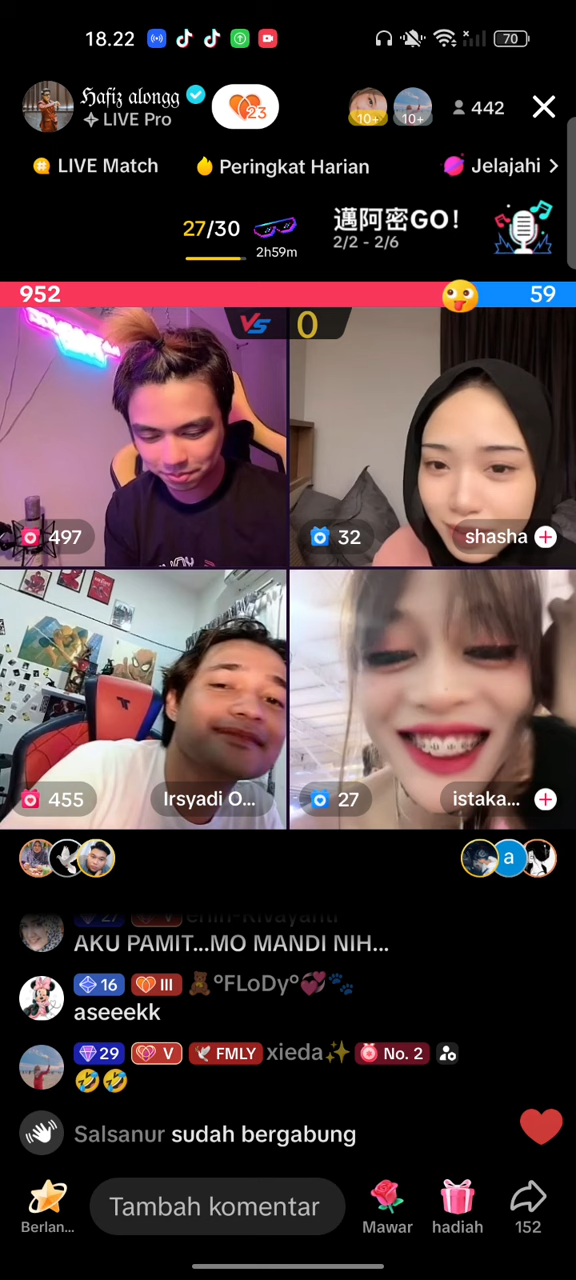 18.22
70
Hafiz alongg
LIVE Pro
23
10+
10+
442
LIVE Match
Peringkat Harian
Jelajahi
27/30
2h59m
邁阿密GO!
2/2 - 2/6
952
59
VS
0
497
32
shasha
455
Irsyadi O...
27
istaka...
a
27
V
AKU PAMIT...MO MANDI NIH...
16
III
ºFLoDyº
aseeekk
29
V
FMLY
xieda
No. 2
🤣🤣
Salsanur sudah bergabung
Berlan...
Tambah komentar
Mawar
hadiah
152